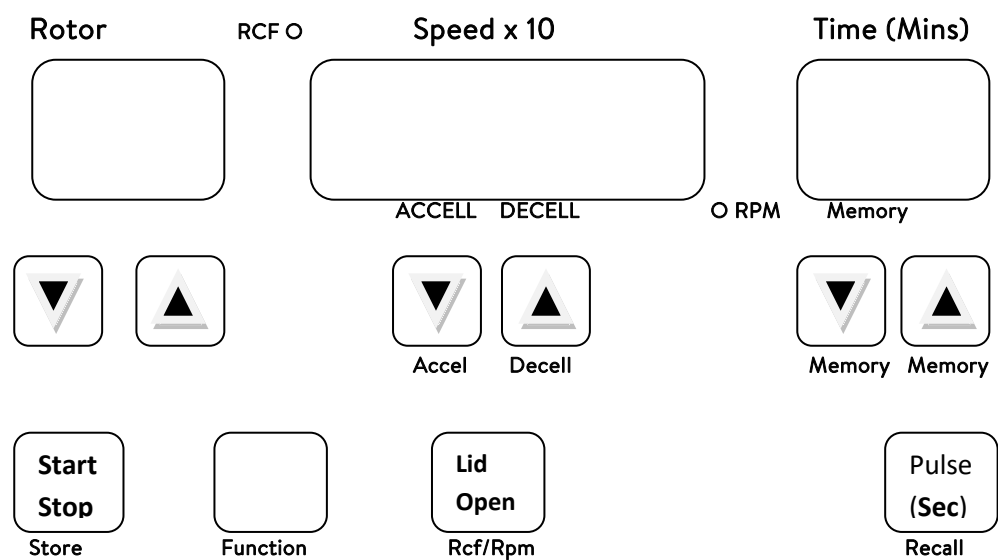 Rotor RCF O Speed x 10 Time (Mins)
ACCELL DECELL O RPM Memory
Accel Decell Memory Memory
Start
Stop
Lid
Open
Pulse
(Sec)
Store Function Rcf/Rpm Recall